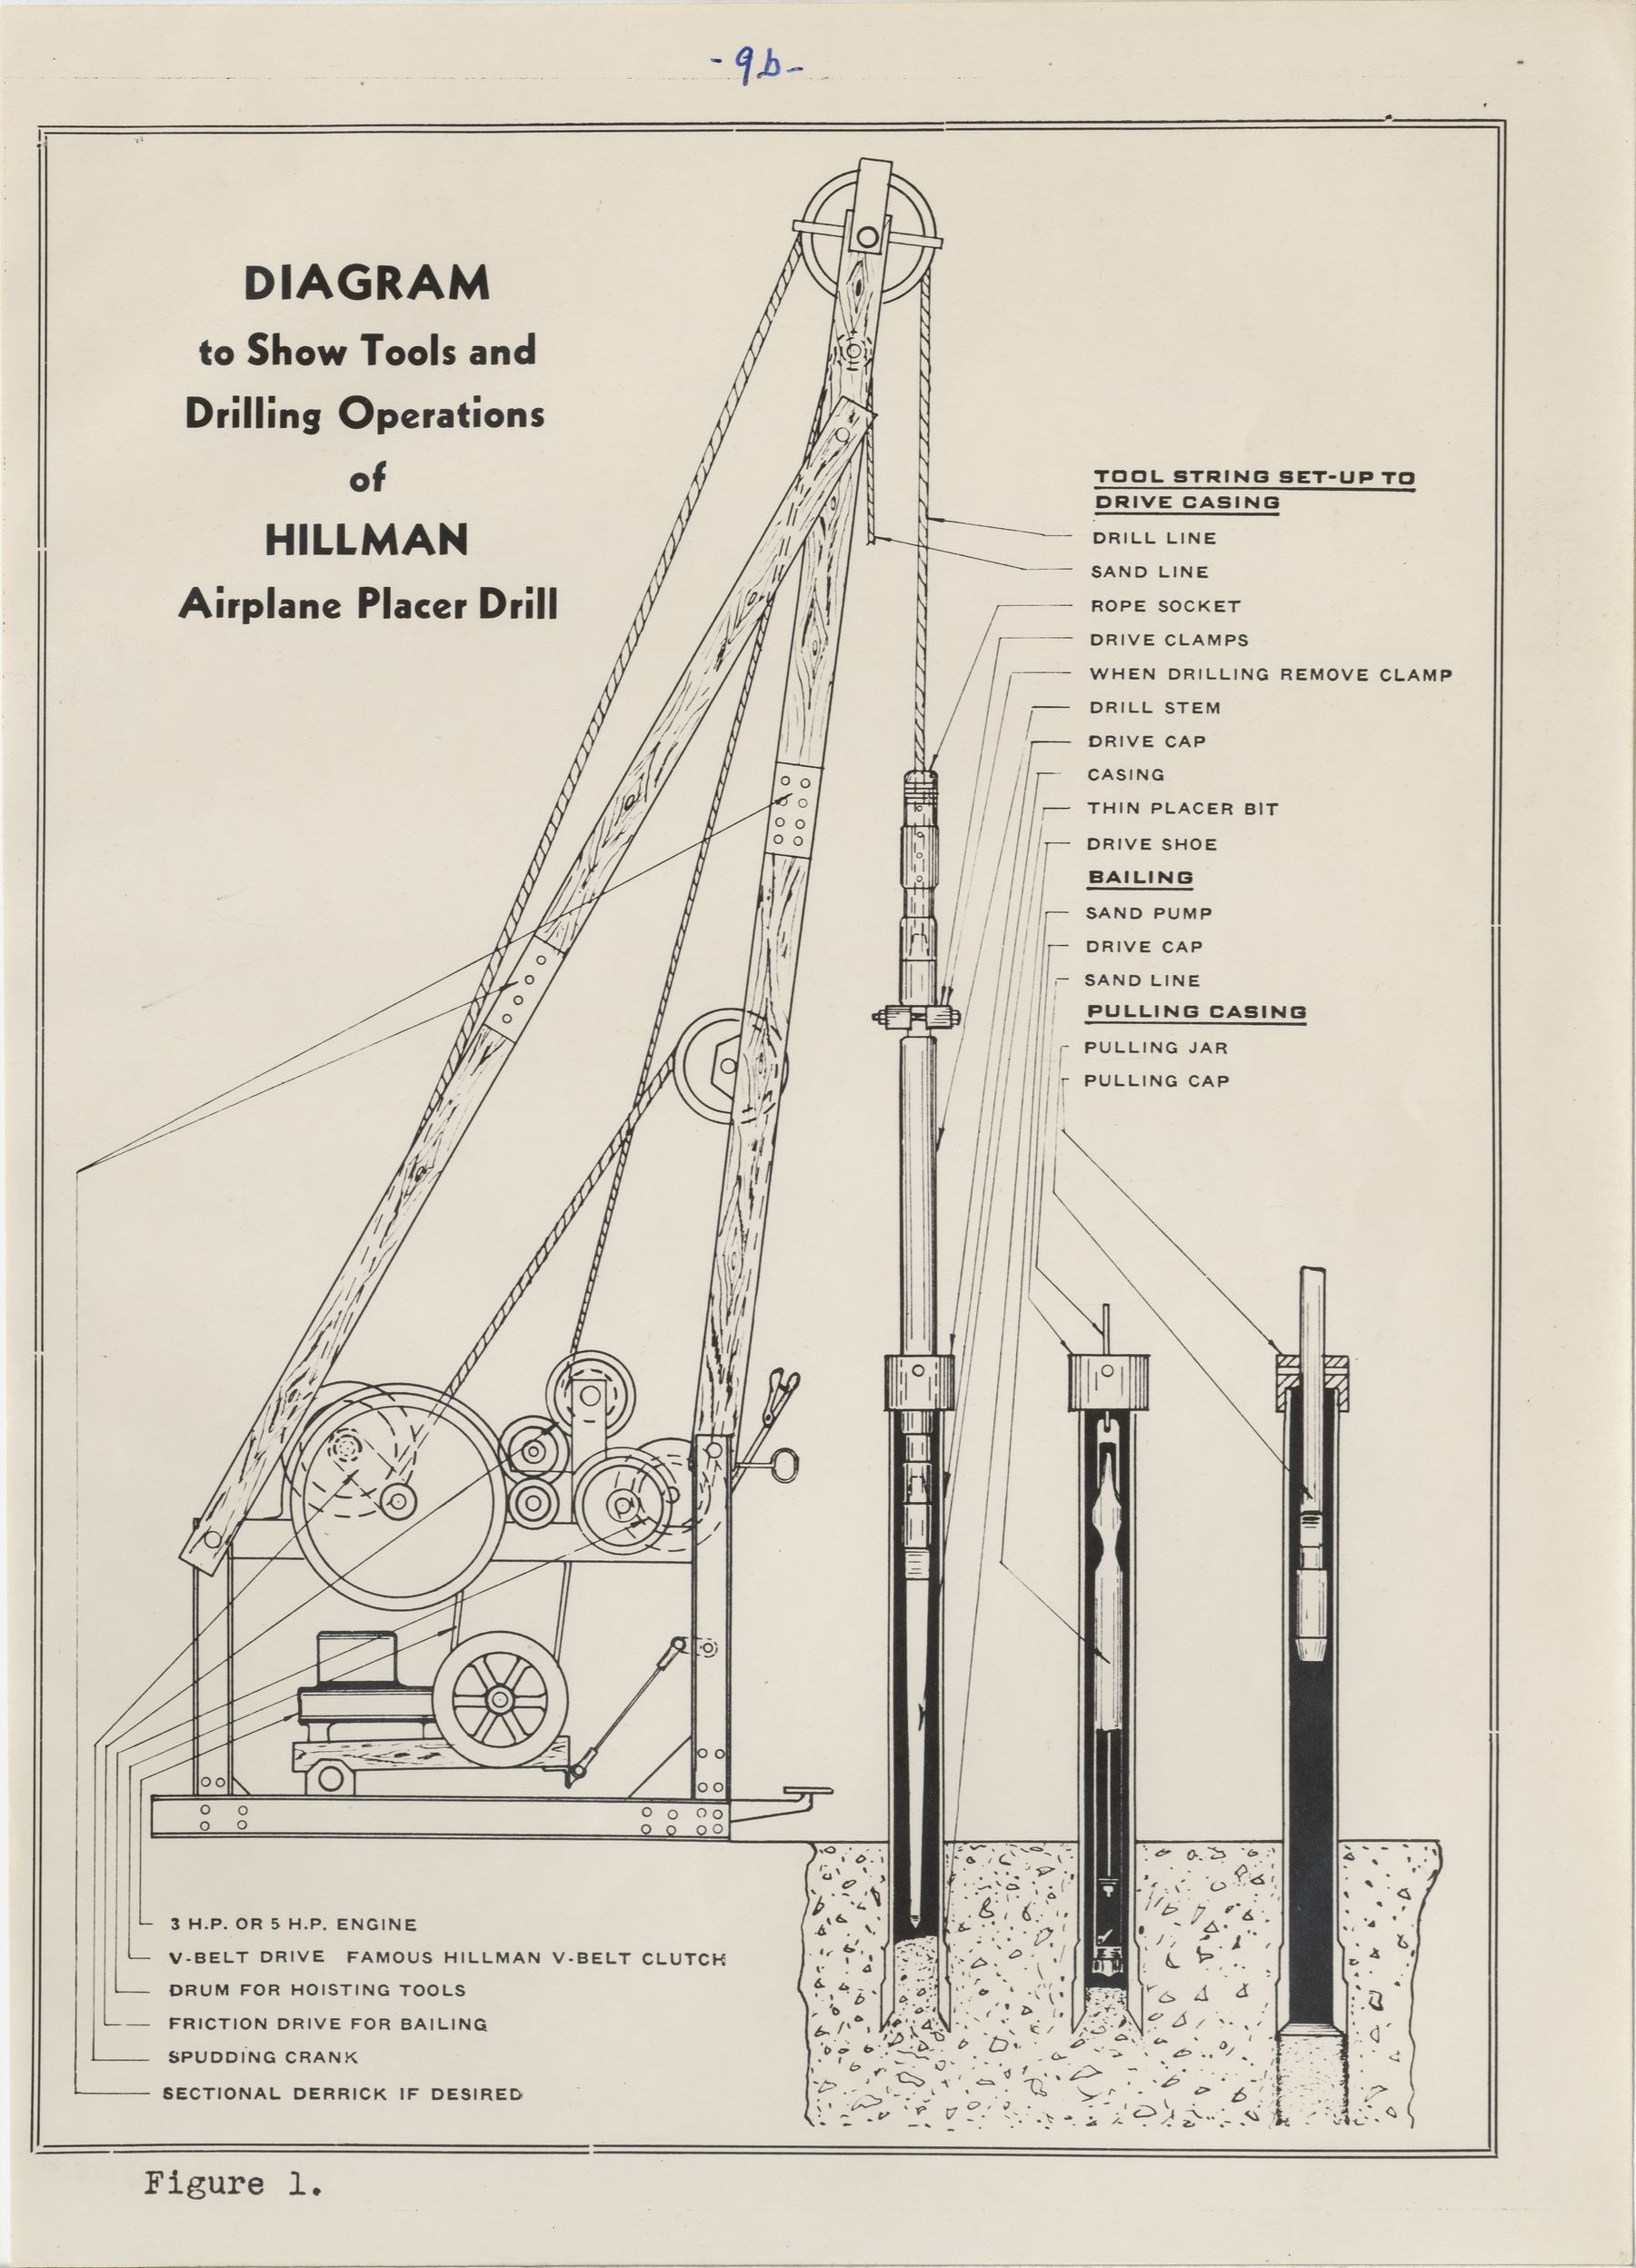 - 9b -
DIAGRAM
to Show Tools and
Drilling Operations
of
HILLMAN
Airplane Placer Drill
TOOL STRING SET-UP TO
DRIVE CASING
DRILL LINE
SAND LINE
ROPE SOCKET
DRIVE CLAMPS
WHEN DRILLING REMOVE CLAMP
DRILL STEM
DRIVE CAP
CASING
THIN PLACER BIT
DRIVE SHOE
BAILING
SAND PUMP
DRIVE CAP
SAND LINE
PULLING CASING
PULLING JAR
PULLING CAP
3 H.P. OR 5 H.P. ENGINE
V-BELT DRIVE FAMOUS HILLMAN V-BELT CLUTCH
DRUM FOR HOISTING TOOLS
FRICTION DRIVE FOR BAILING
SPUDDING CRANK
SECTIONAL DERRICK IF DESIRED
Figure 1.